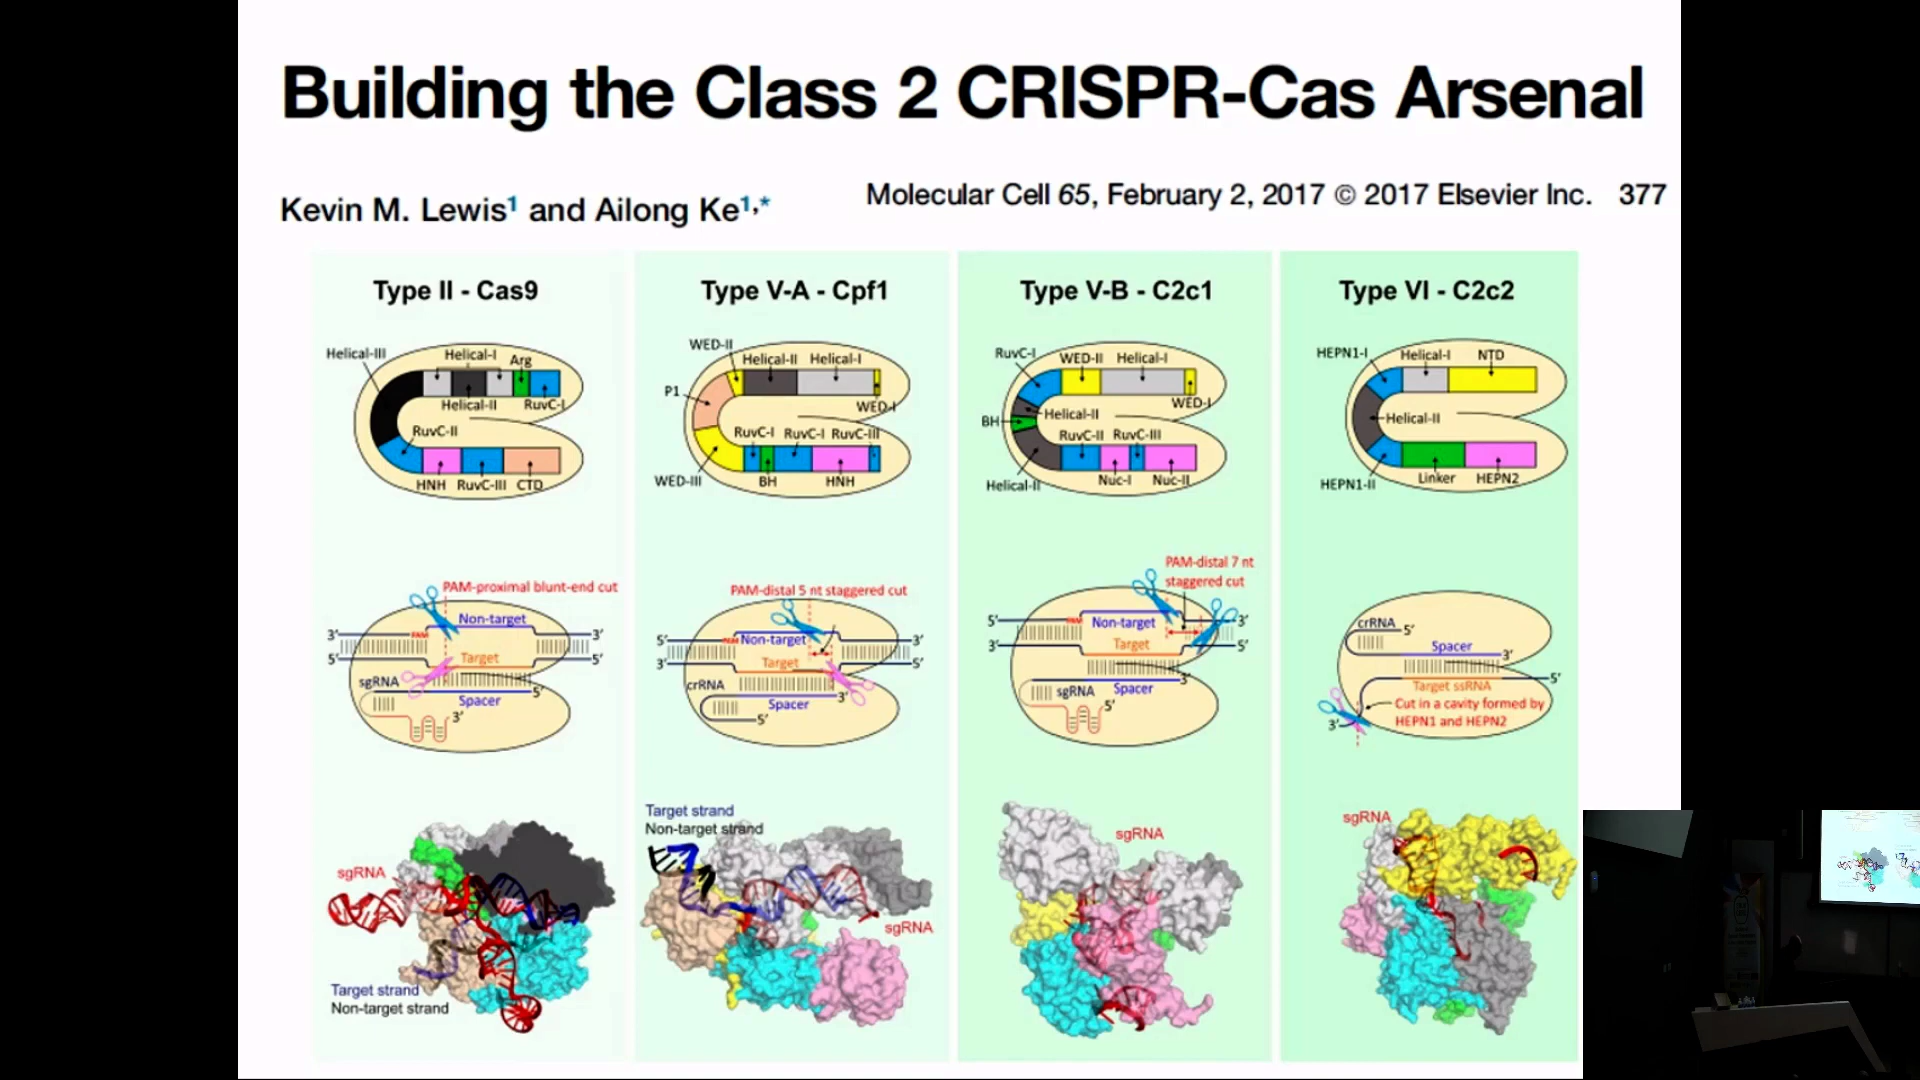 Building the Class 2 CRISPR-Cas Arsenal
Kevin M. Lewis1 and Ailong Ke1,*
Molecular Cell 65, February 2, 2017 © 2017 Elsevier Inc. 377
Type II - Cas9
Helical-III
Helical-I
Arg
Helical-II
RuvC-I
RuvC-II
HNH
RuvC-III
CTD
PAM-proximal blunt-end cut
Non-target
3′
PAM
3′
5′
Target
5′
sgRNA
Spacer
5′
3′
sgRNA
Target strand
Non-target strand
Type V-A - Cpf1
WED-II
Helical-II
Helical-I
P1
WED-I
RuvC-I
RuvC-I
RuvC-III
WED-III
BH
HNH
PAM-distal 5 nt staggered cut
5′
PAM
Non-target
3′
3′
Target
5′
crRNA
3′
Spacer
5′
Target strand
Non-target strand
sgRNA
Type V-B - C2c1
RuvC-I
WED-II
Helical-I
WED-I
Helical-II
BH
RuvC-II
RuvC-III
Helical-II
Nuc-I
Nuc-II
PAM-distal 7 nt
staggered cut
5′
PAM
Non-target
3′
3′
Target
5′
3′
sgRNA
Spacer
5′
sgRNA
Type VI - C2c2
HEPN1-I
Helical-I
NTD
Helical-II
HEPN1-II
Linker
HEPN2
crRNA
5′
Spacer
3′
5′
Target ssRNA
Cut in a cavity formed by
HEPN1 and HEPN2
3′
sgRNA